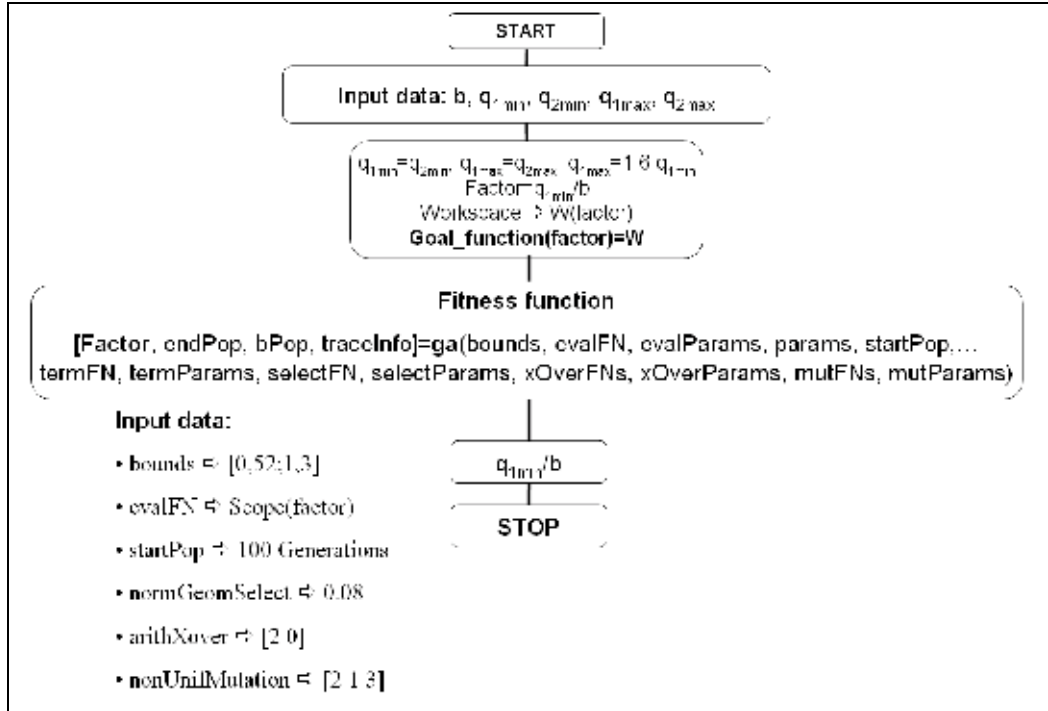 START
Input data: b, q1min, q2min, q1max, q2max
q1min=q2min, q1max=q2max, q1max=1.6 q1min
Factor=q1min/b
Workspace ⇒ W(factor)
Goal_function(factor)=W
Fitness function
[Factor, endPop, bPop, traceInfo]=ga(bounds, evalFN, evalParams, params, startPop,...
termFN, termParams, selectFN, selectParams, xOverFNs, xOverParams, mutFNs, mutParams)
Input data:
• bounds ⇨ [0,52;1,3]
• evalFN ⇨ Scope(factor)
• startPop ⇨ 100 Generations
• normGeomSelect ⇨ 0.08
• arithXover ⇨ [2 0]
• nonUnifMutation ⇨ [2 1 3]
q1min/b
STOP